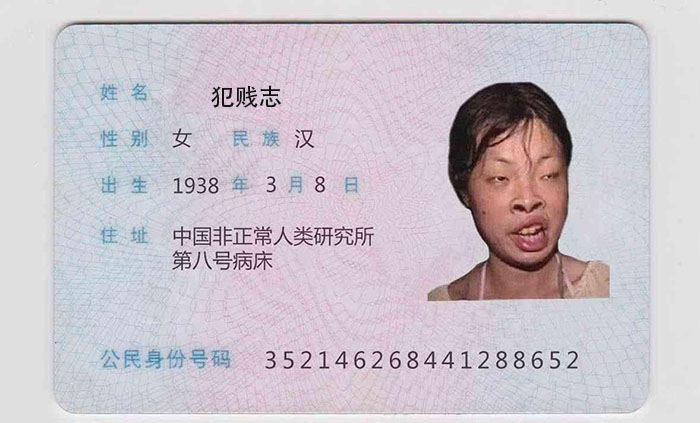 姓名 犯贱志
性别 女 民族 汉
出生 1938 年 3 月 8 日
住址 中国非正常人类研究所
第八号病床
公民身份号码 352146268441288652